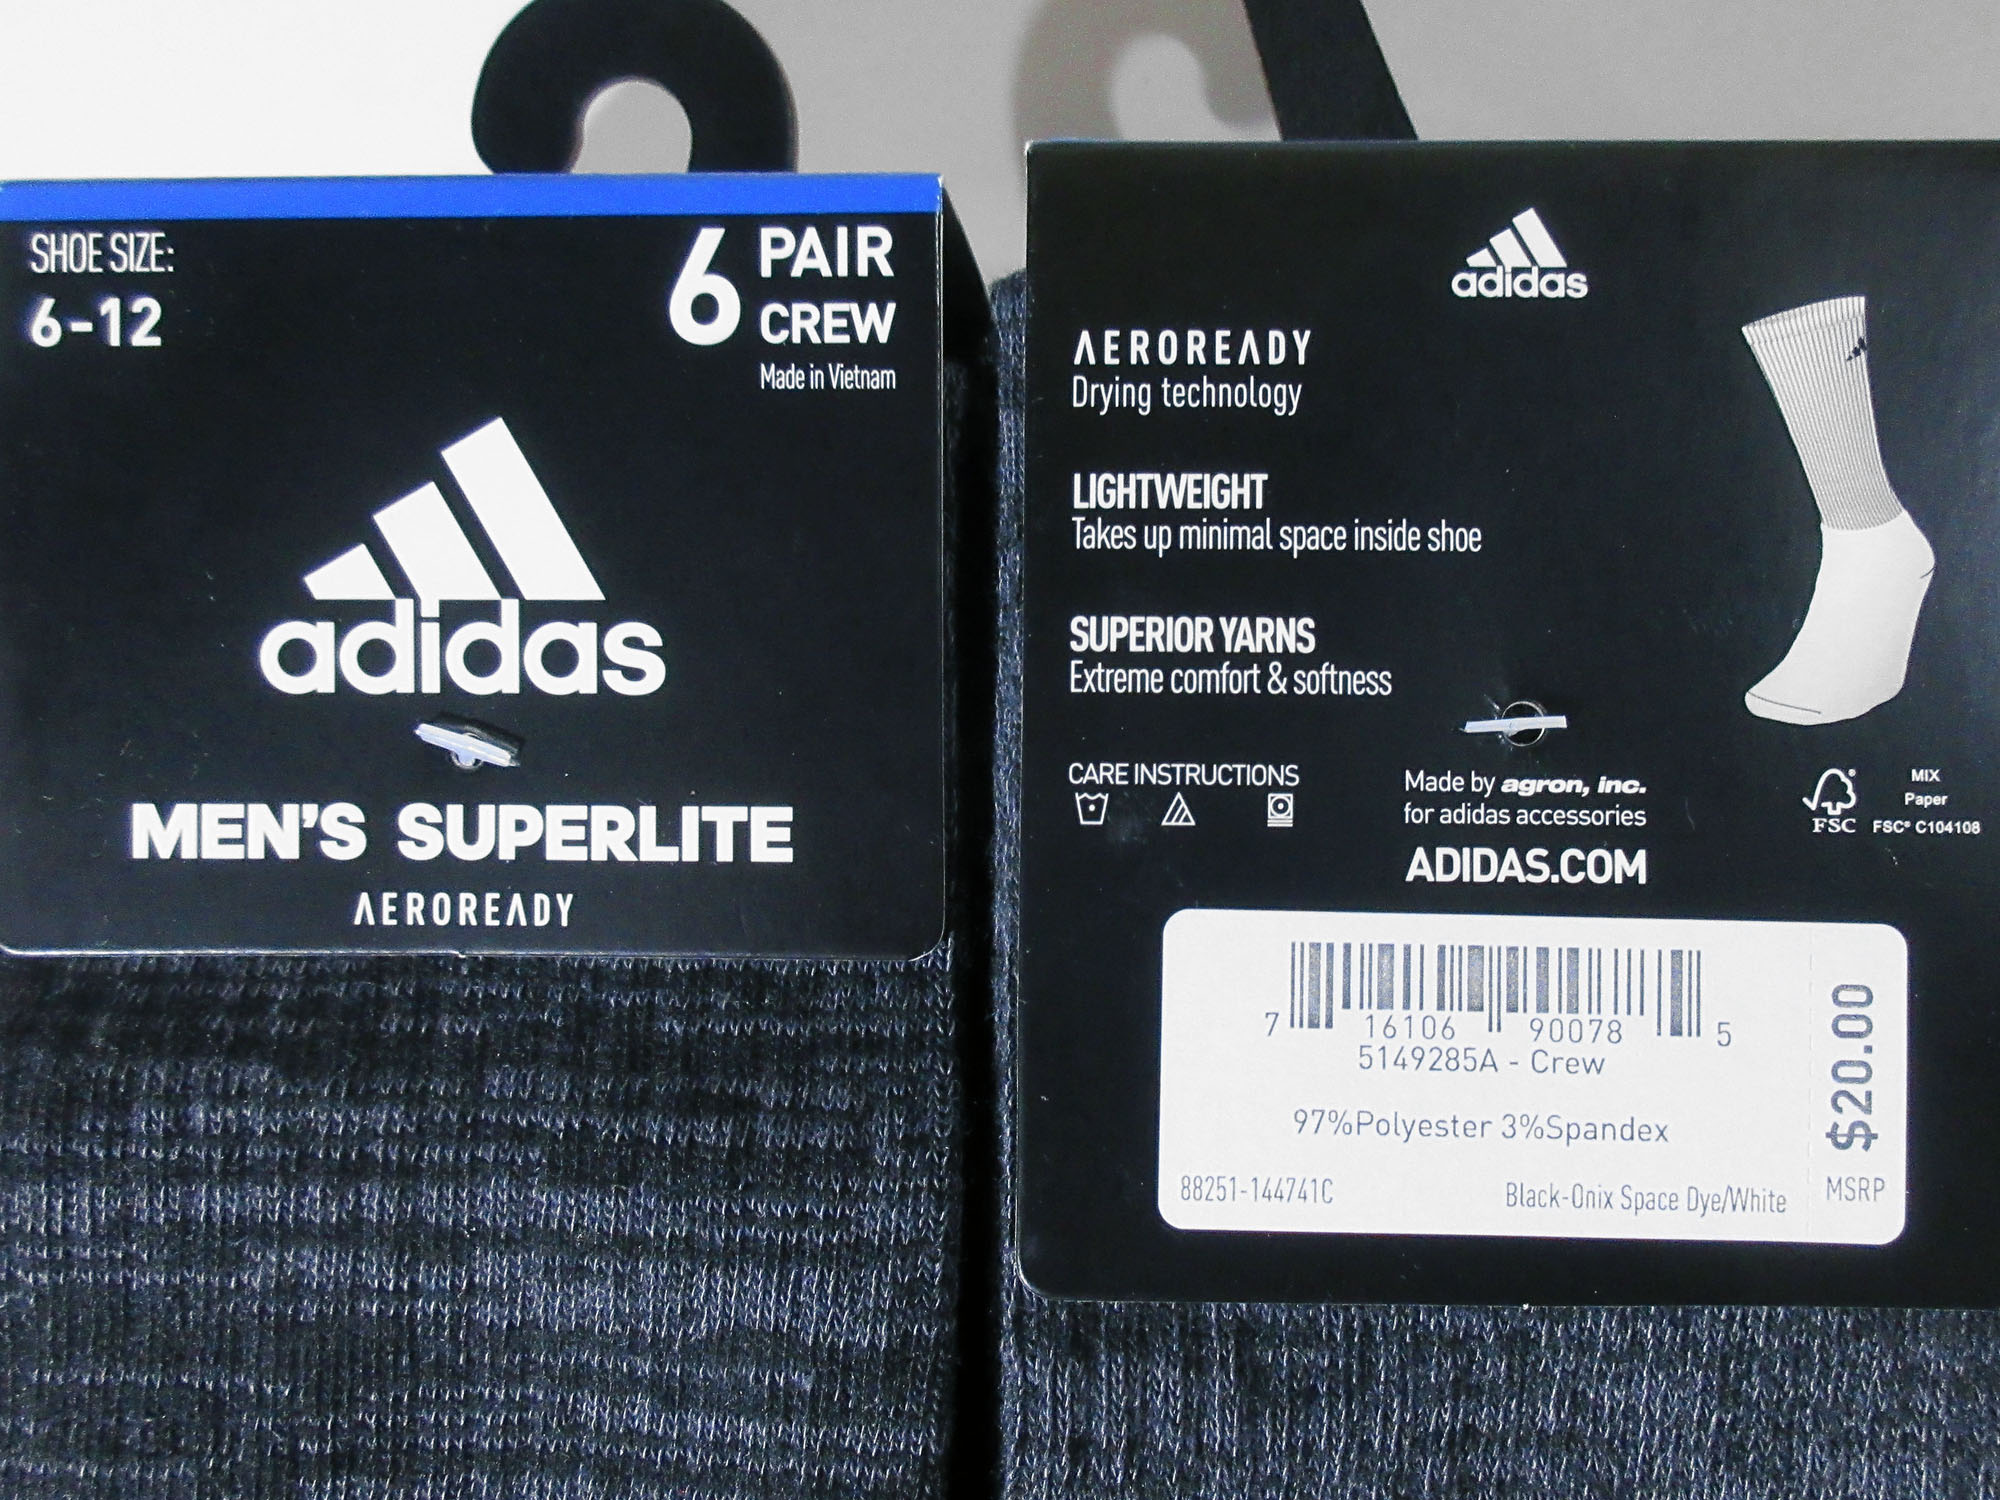 SHOE SIZE:
6-12
6 PAIR
CREW
Made in Vietnam
adidas
MEN'S SUPERLITE
AEROREADY
adidas
AEROREADY
Drying technology
LIGHTWEIGHT
Takes up minimal space inside shoe
SUPERIOR YARNS
Extreme comfort & softness
CARE INSTRUCTIONS
Made by agron, inc.
for adidas accessories
ADIDAS.COM
FSC
MIX
Paper
FSC® C104108
7 16106 90078 5
5149285A - Crew
97%Polyester 3%Spandex
88251-144741C
Black-Onix Space Dye/White
$20.00
MSRP